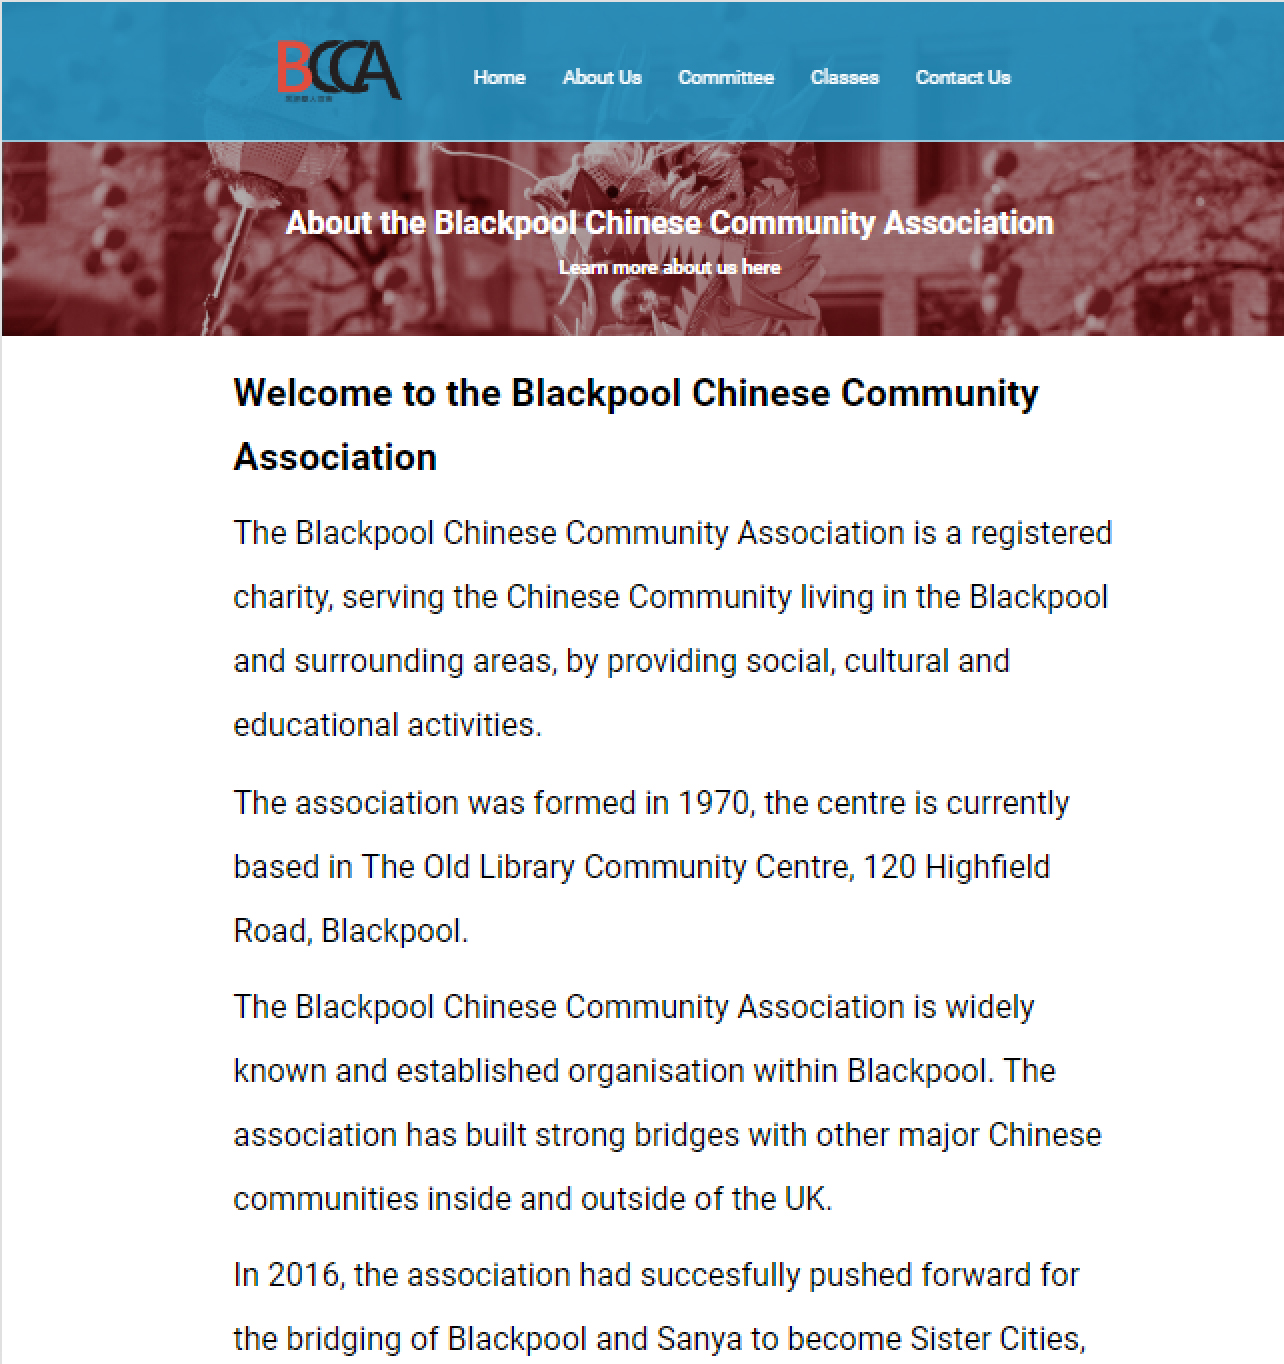 BCCA
Home About Us Committee Classes Contact Us
About the Blackpool Chinese Community Association
Learn more about us here
Welcome to the Blackpool Chinese Community
Association
The Blackpool Chinese Community Association is a registered
charity, serving the Chinese Community living in the Blackpool
and surrounding areas, by providing social, cultural and
educational activities.
The association was formed in 1970, the centre is currently
based in The Old Library Community Centre, 120 Highfield
Road, Blackpool.
The Blackpool Chinese Community Association is widely
known and established organisation within Blackpool. The
association has built strong bridges with other major Chinese
communities inside and outside of the UK.
In 2016, the association had succesfully pushed forward for
the bridging of Blackpool and Sanya to become Sister Cities,